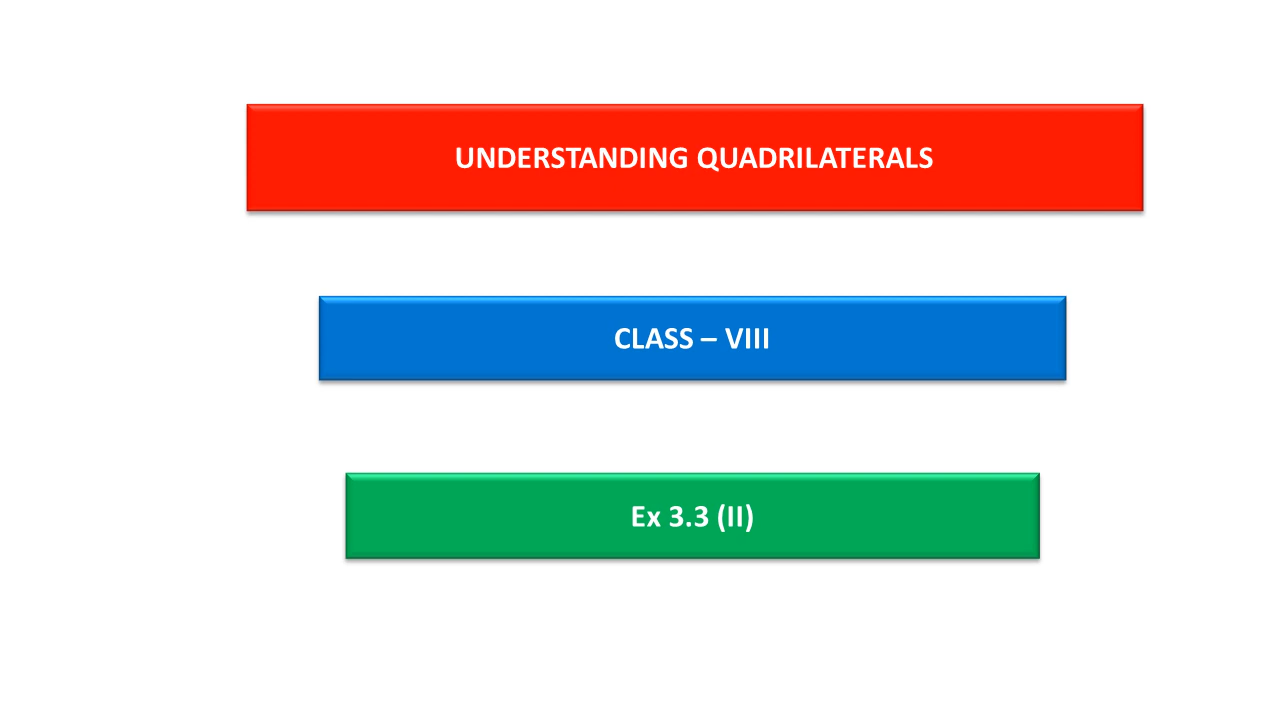 UNDERSTANDING QUADRILATERALS
CLASS – VIII
Ex 3.3 (II)